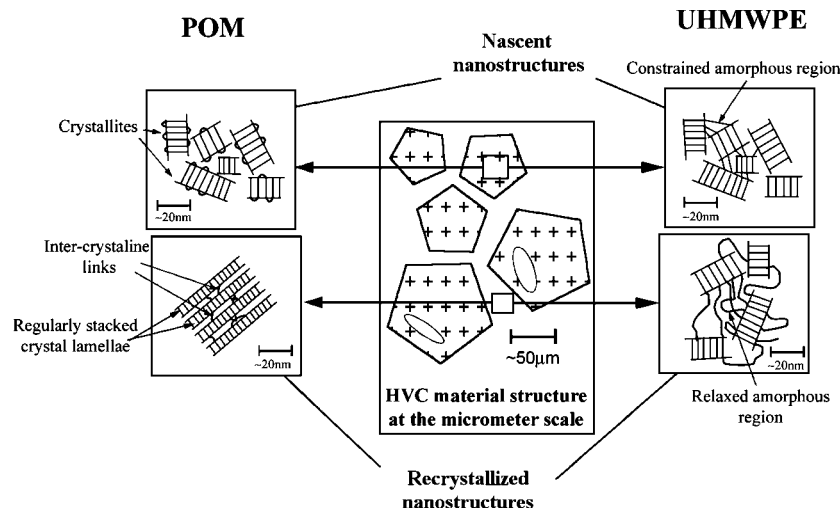 POM
UHMWPE
Nascent
nanostructures
Constrained amorphous region
Crystallites
~20nm
~20nm
Inter-crystaline
links
Regularly stacked
crystal lamellae
~20nm
~50μm
~20nm
HVC material structure
at the micrometer scale
Relaxed amorphous
region
Recrystallized
nanostructures